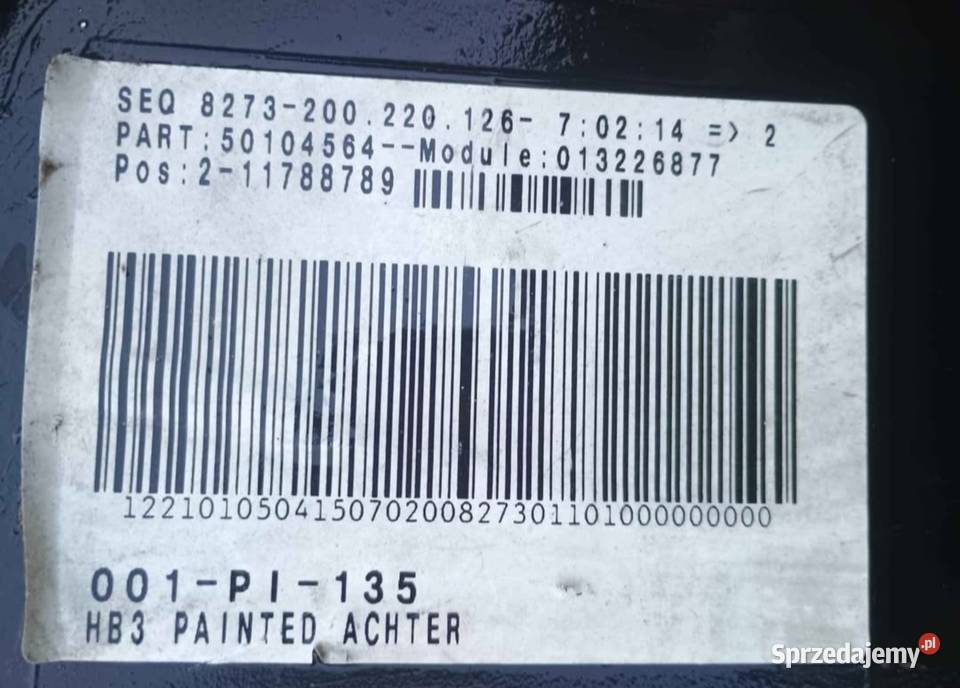 SEQ 8273-200.220.126- 7:02:14 => 2
PART:50104564--Module:013226877
Pos:2-11788789
1221010504150702008273011010000000000
001-PI-135
HB3 PAINTED ACHTER
Sprzedajemy.pl